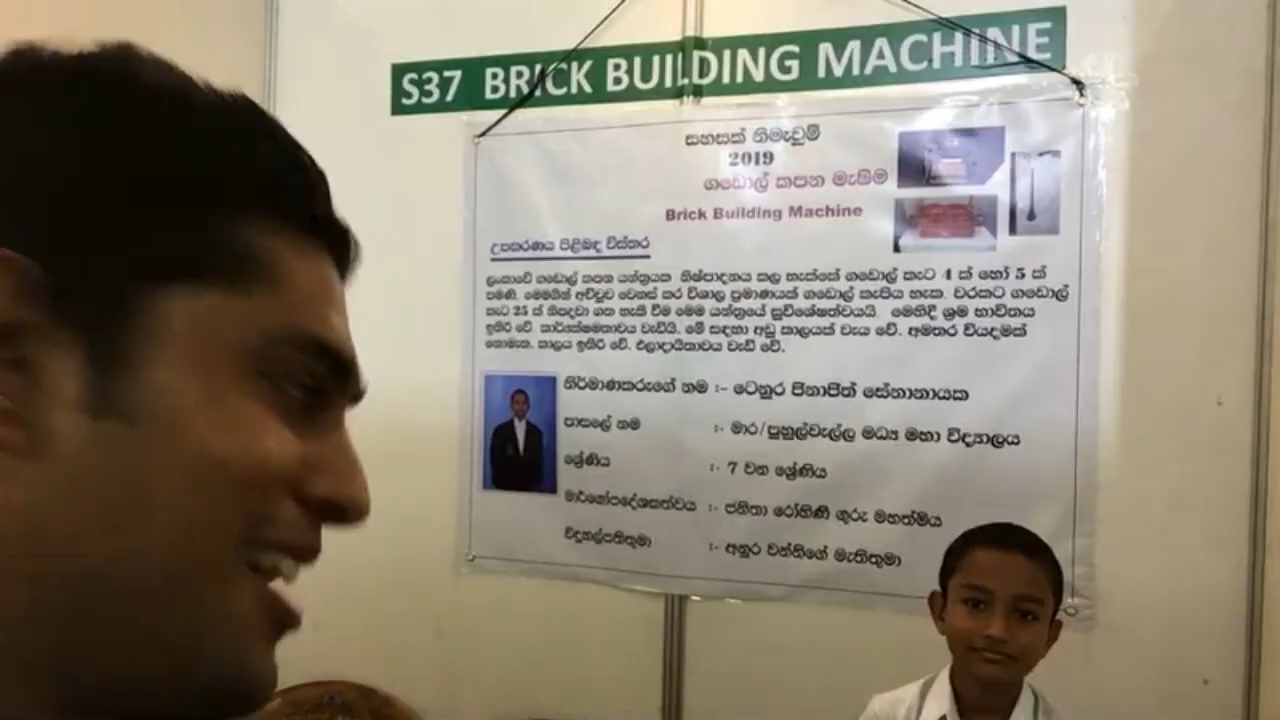 S37 BRICK BUILDING MACHINE
සහසක් නිමැවුම්
2019
ගඩොල් කපන මැෂිම
Brick Building Machine
උපකරණය පිළිබඳ විස්තර
ලංකාවේ ගඩොල් කපන යන්ත්‍රයක නිෂ්පාදනය කල හැක්කේ ගඩොල් කැට 4 ක් හෝ 5 ක්
පමණි. මෙමගින් අච්චුව වෙනස් කර විශාල ප්‍රමාණයක් ගඩොල් කැපිය හැක. වරකට ගඩොල්
කැට 25 ක් නිපදවා ගත හැකි වීම මෙම යන්ත්‍රයේ සුවිශේෂත්වයයි. මෙහිදී ශ්‍රම භාවිතය
ඉතිරි වේ. කාර්යක්ෂමතාවය වැඩියි. මේ සඳහා අඩු කාලයක් වැය වේ. අමතර වියදමක්
නොමැත. කාලය ඉතිරි වේ. ඵලාදායිතාවය වැඩි වේ.
නිර්මාණකරුගේ නම :- ටෙනුර ජිනාජිත් සේනානායක
පාසලේ නම :- මාර/පුහුල්වැල්ල මධ්‍ය මහා විද්‍යාලය
ශ්‍රේණිය :- 7 වන ශ්‍රේණිය
මාර්ගෝපදේශකත්වය :- ජනිතා රෝහිණී ගුරු මහත්මිය
විදුහල්පතිතුමා :- අනුර වන්නිගේ මැතිතුමා